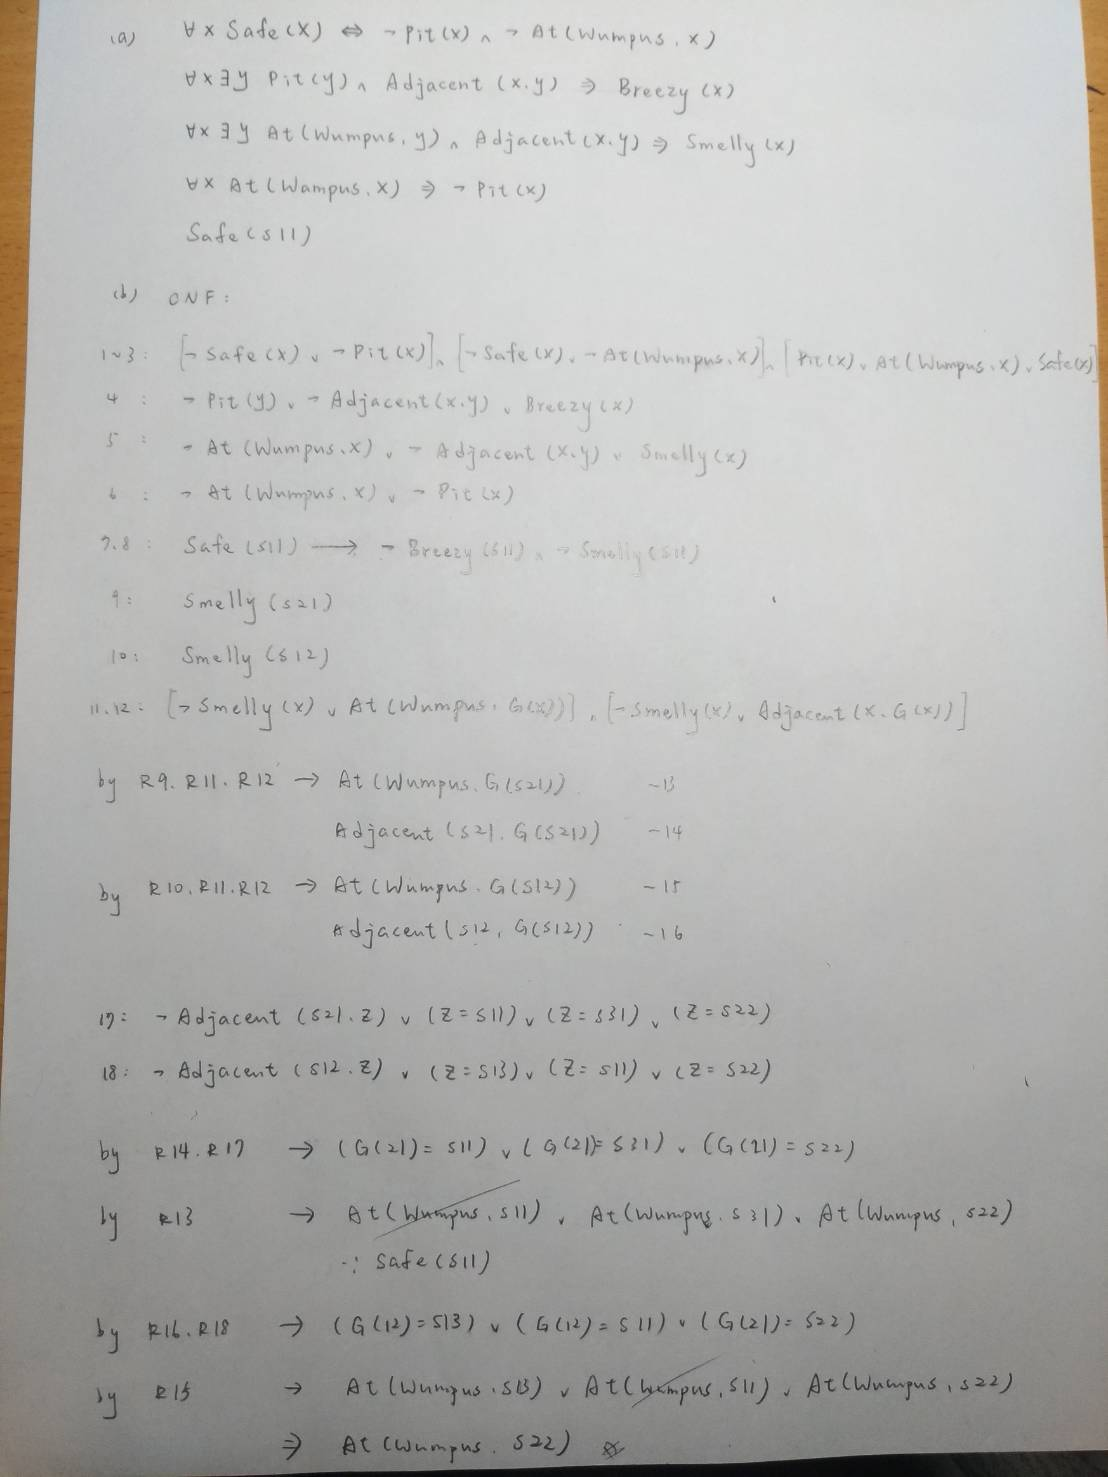 (a) ∀x Safe(x) ⇔ ¬Pit(x) ∧ ¬At(Wumpus, x)
∀x∃y Pit(y) ∧ Adjacent (x,y) ⇒ Breezy(x)
∀x ∃y At(Wumpus, y) ∧ Adjacent(x,y) ⇒ Smelly(x)
∀x At(Wampus, x) ⇒ ¬Pit(x)
Safe(s11)
(b) CNF:
1~3: [¬Safe(x) ∨ ¬Pit(x)] ∧ [¬Safe(x) ∨ ¬At(Wumpus, x)] ∧ [Pit(x) ∨ At(Wumpus, x) ∨ Safe(x)]
4 : ¬Pit(y) ∨ ¬Adjacent(x,y) ∨ Breezy(x)
5 : ¬At(Wumpus, x) ∨ ¬Adjacent(x,y) ∨ Smelly(x)
6 : ¬At(Wumpus, x) ∨ ¬Pit(x)
7.8 : Safe(s11) → ¬Breezy(s11) ∧ ¬Smelly(s11)
9: Smelly(s21)
10: Smelly(s12)
11.12: [¬Smelly(x) ∨ At(Wumpus, G(x))] ∧ [¬Smelly(x) ∨ Adjacent(x, G(x))]
by R9. R11. R12 → At(Wumpus, G(s21)) -13
Adjacent(s21, G(s21)) -14
by R10. R11. R12 → At(Wumpus, G(s12)) -15
Adjacent(s12, G(s12)) -16
17: ¬Adjacent(s21, z) ∨ (z=s11) ∨ (z=s31) ∨ (z=s22)
18: ¬Adjacent(s12, z) ∨ (z=s13) ∨ (z=s11) ∨ (z=s22)
by R14. R17 → (G(21)=s11) ∨ (G(21)=s31) ∨ (G(21)=s22)
by R13 → At(Wumpus, s11) ∨ At(Wumpus, s31) ∨ At(Wumpus, s22)
∵ Safe(s11)
by R16. R18 → (G(12)=s13) ∨ (G(12)=s11) ∨ (G(21)=s22)
by R15 → At(Wumpus, s13) ∨ At(Wumpus, s11) ∨ At(Wumpus, s22)
⇒ At(Wumpus, s22)